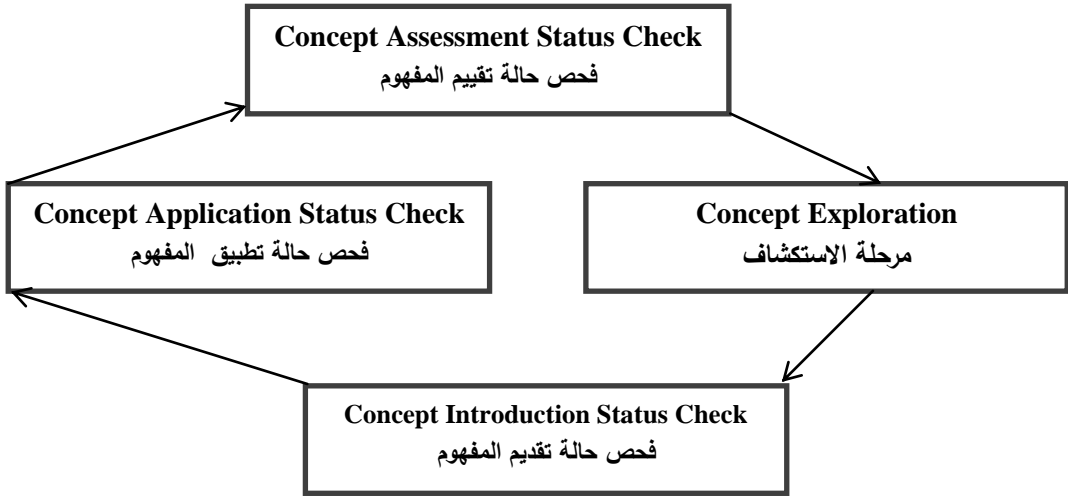 Concept Assessment Status Check
فحص حالة تقييم المفهوم
Concept Application Status Check
فحص حالة تطبيق المفهوم
Concept Exploration
مرحلة الاستكشاف
Concept Introduction Status Check
فحص حالة تقديم المفهوم